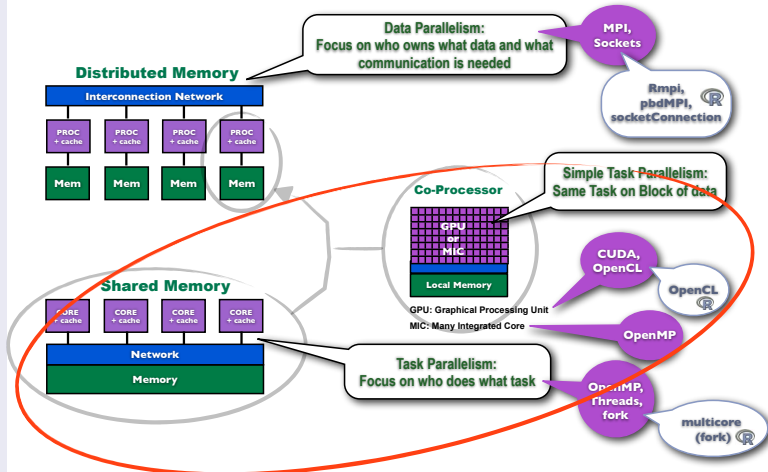 Data Parallelism:
Focus on who owns what data and what
communication is needed
MPI,
Sockets
Rmpi,
pbdMPI,
socketConnection
R
Distributed Memory
Interconnection Network
PROC
+ cache
PROC
+ cache
PROC
+ cache
PROC
+ cache
Mem
Mem
Mem
Mem
Simple Task Parallelism:
Same Task on Block of data
Co-Processor
GPU
or
MIC
Local Memory
GPU: Graphical Processing Unit
MIC: Many Integrated Core
CUDA,
OpenCL
OpenCL
R
OpenMP
Shared Memory
CORE
+ cache
CORE
+ cache
CORE
+ cache
CORE
+ cache
Network
Memory
Task Parallelism:
Focus on who does what task
OpenMP,
Threads,
fork
multicore
(fork) R